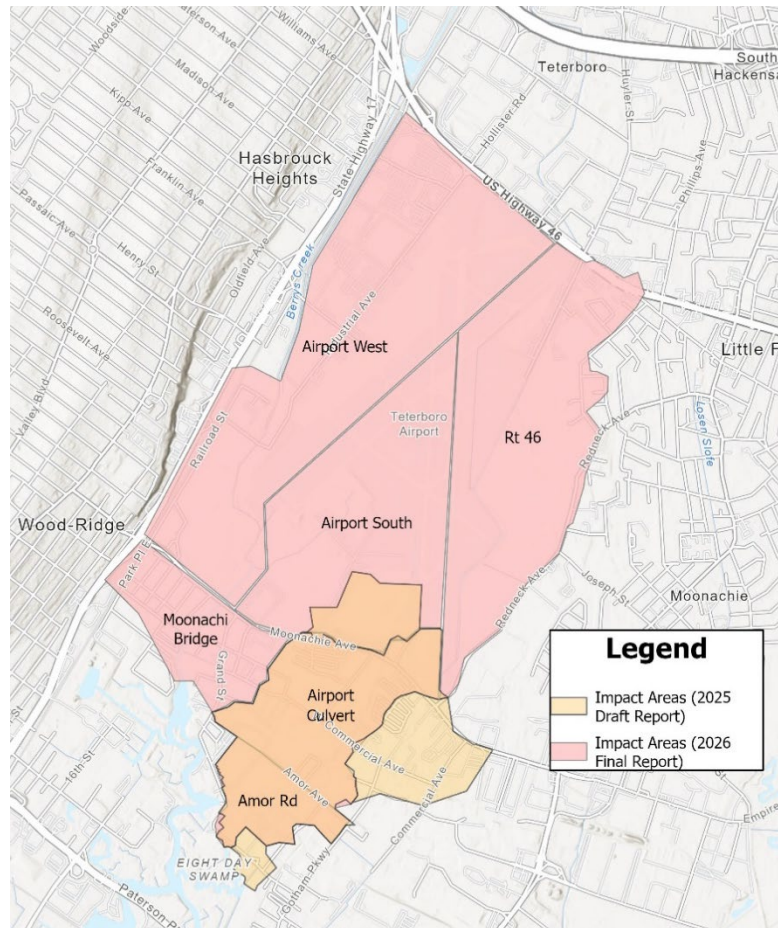 Paterson Ave
Williams Ave
Woodside
Madison Ave
Kipp Ave
Franklin Ave
Passaic Ave
Henry St
Roosevelt Ave
Valley Blvd
Oldfield Ave
Hasbrouck
Heights
State Highway 17
Berrys Creek
Teterboro
South
Hackensa
Huyler St
Hollister Rd
Phillips Ave
US Highway 46
Little F
Airport West
Industrial Ave
Teterboro
Airport
Rt 46
Losen Slofe
Redneck Ave
Railroad St
Wood-Ridge
Airport South
Park Pl E
Redneck Ave
Joseph St
Moonachie
Moonachi
Bridge
Moonachie Ave
Grand St
Airport
Culvert
Commercial Ave
Amor Ave
Amor Rd
16th St
Commercial Ave
Gotham Pkwy
EIGHT DAY
SWAMP
Empire
Legend
Impact Areas (2025
Draft Report)
Impact Areas (2026
Final Report)